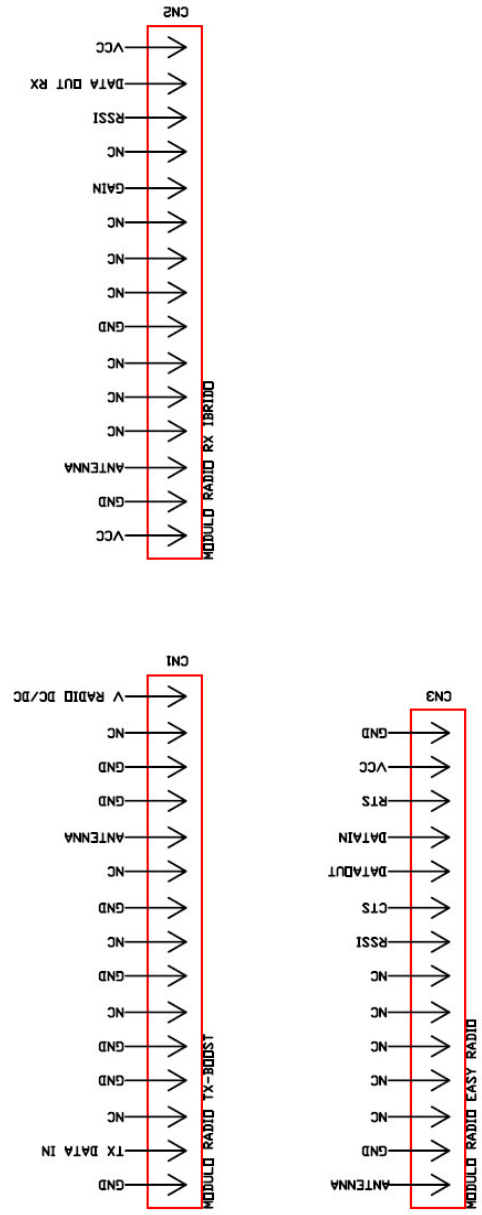 CN2
VCC
DATA OUT RX
RSSI
NC
GAIN
NC
NC
NC
GND
NC
NC
NC
ANTENNA
GND
VCC
MODULO RADIO RX IBRIDO
CN1
V RADIO DC/DC
NC
GND
GND
ANTENNA
NC
GND
NC
GND
NC
GND
GND
NC
TX DATA IN
GND
MODULO RADIO TX-BOOST
CN3
GND
VCC
RTS
DATAIN
DATAOUT
CTS
RSSI
NC
NC
NC
NC
NC
GND
ANTENNA
MODULO RADIO EASY RADIO